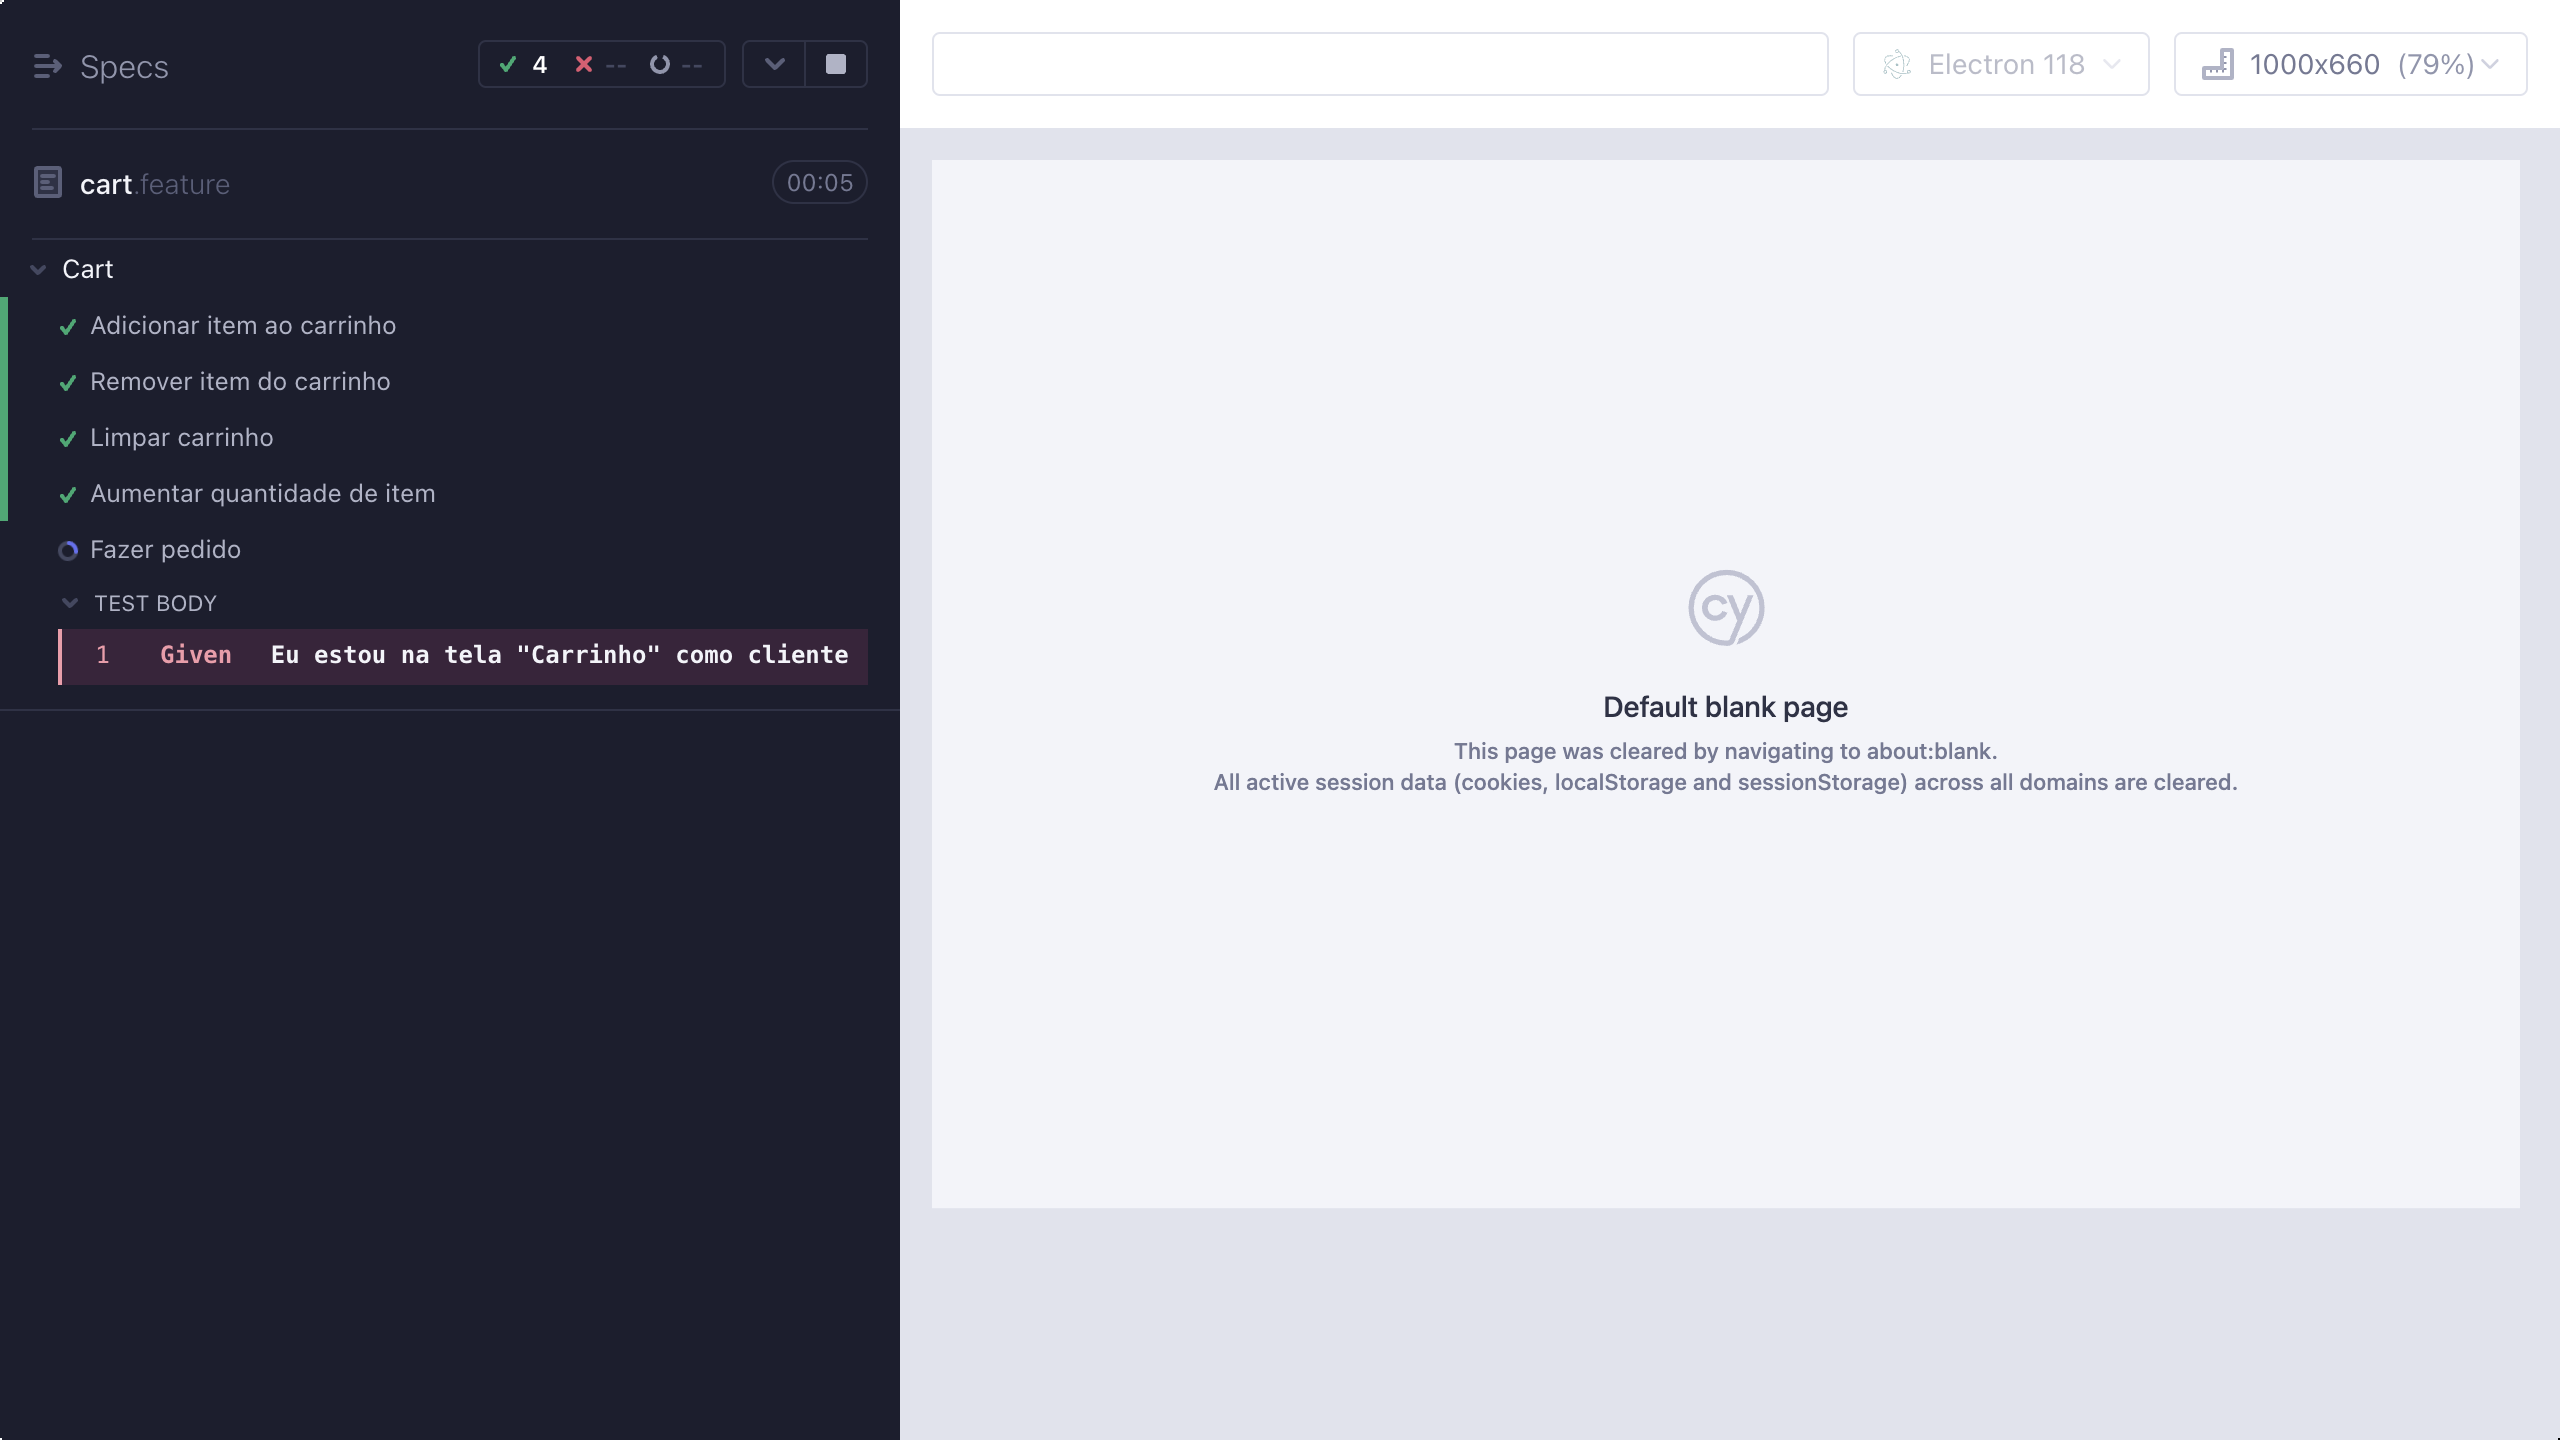 Specs
4 -- --
cart.feature
00:05
Cart
Adicionar item ao carrinho
Remover item do carrinho
Limpar carrinho
Aumentar quantidade de item
Fazer pedido
TEST BODY
1 Given Eu estou na tela "Carrinho" como cliente
Electron 118
1000x660 (79%)
cy
Default blank page
This page was cleared by navigating to about:blank.
All active session data (cookies, localStorage and sessionStorage) across all domains are cleared.